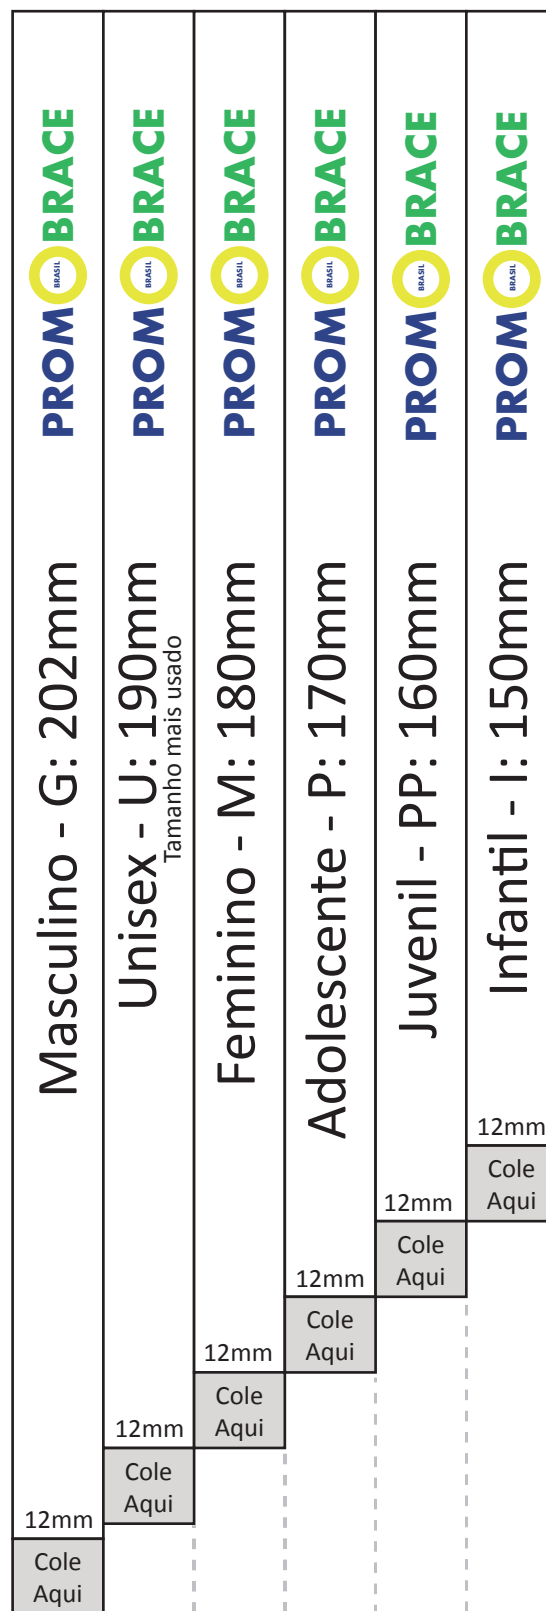 PROMOBRACE
BRASIL
Masculino - G: 202mm
12mm
Cole
Aqui
PROMOBRACE
BRASIL
Unisex - U: 190mm
Tamanho mais usado
12mm
Cole
Aqui
PROMOBRACE
BRASIL
Feminino - M: 180mm
12mm
Cole
Aqui
PROMOBRACE
BRASIL
Adolescente - P: 170mm
12mm
Cole
Aqui
PROMOBRACE
BRASIL
Juvenil - PP: 160mm
12mm
Cole
Aqui
PROMOBRACE
BRASIL
Infantil - I: 150mm
12mm
Cole
Aqui